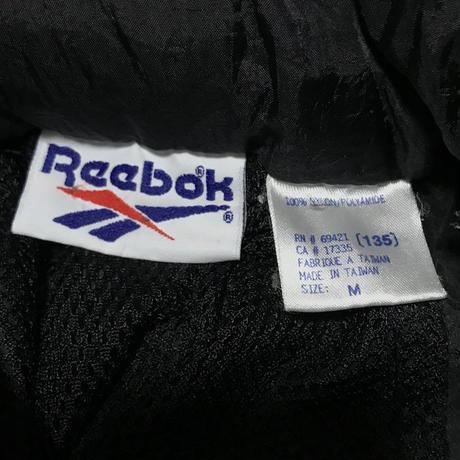 Reebok®
®
100% NYLON/POLYAMIDE
RN # 69421 (135)
CA # 17335
FABRIQUE A TAIWAN
MADE IN TAIWAN
SIZE: M